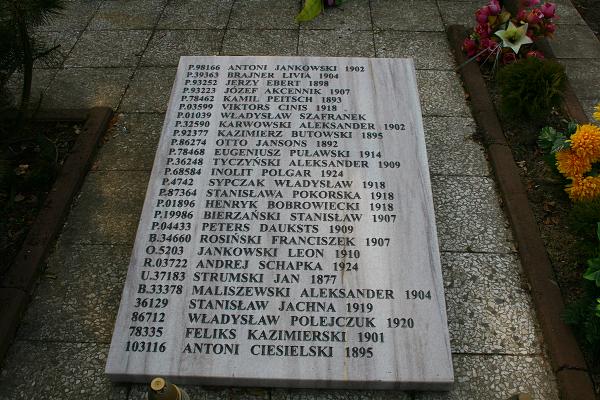 P.98166 ANTONI JANKOWSKI 1902
P.39363 BRAJNER LIVIA 1904
P.93252 JERZY EBERT 1898
P.93223 JÓZEF AKCENNIK 1907
P.78462 KAMIL PEITSCH 1893
P.03599 VIKTORS CINIS 1918
P.01039 WŁADYSŁAW SZAFRANEK
P.32590 KARWOWSKI ALEKSANDER 1902
P.92377 KAZIMIERZ BUTOWSKI 1895
P.86274 OTTO JANSONS 1892
P.78468 EUGENIUSZ PUŁAWSKI 1914
P.36248 TYCZYŃSKI ALEKSANDER 1909
P.68584 INOLIT POLGAR 1924
P.4742 SYPCZAK WŁADYSŁAW 1918
P.87364 STANISŁAWA POKORSKA 1918
P.01896 HENRYK BOBROWIECKI 1918
P.19986 BIERZAŃSKI STANISŁAW 1907
P.04433 PETERS DAUKSTS 1909
B.34660 ROSIŃSKI FRANCISZEK 1907
O.5203 JANKOWSKI LEON 1910
R.03722 ANDREJ SCHAPKA 1924
U.37183 STRUMSKI JAN 1877
B.33378 MALISZEWSKI ALEKSANDER 1904
36129 STANISŁAW JACHNA 1919
86712 WŁADYSŁAW POLEJCZUK 1920
78335 FELIKS KAZIMIERSKI 1901
103116 ANTONI CIESIELSKI 1895